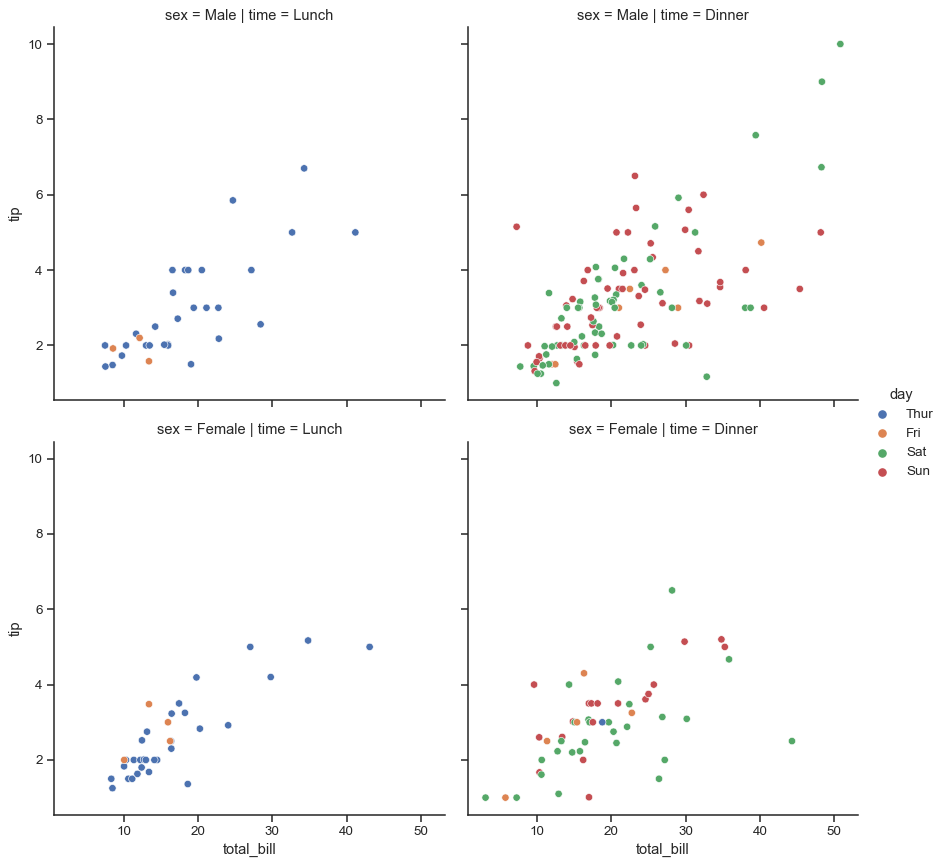 sex = Male | time = Lunch
sex = Male | time = Dinner
10
8
6
4
2
tip
day
Thur
Fri
Sat
Sun
sex = Female | time = Lunch
sex = Female | time = Dinner
10
8
6
4
2
tip
10 20 30 40 50
10 20 30 40 50
total_bill
total_bill